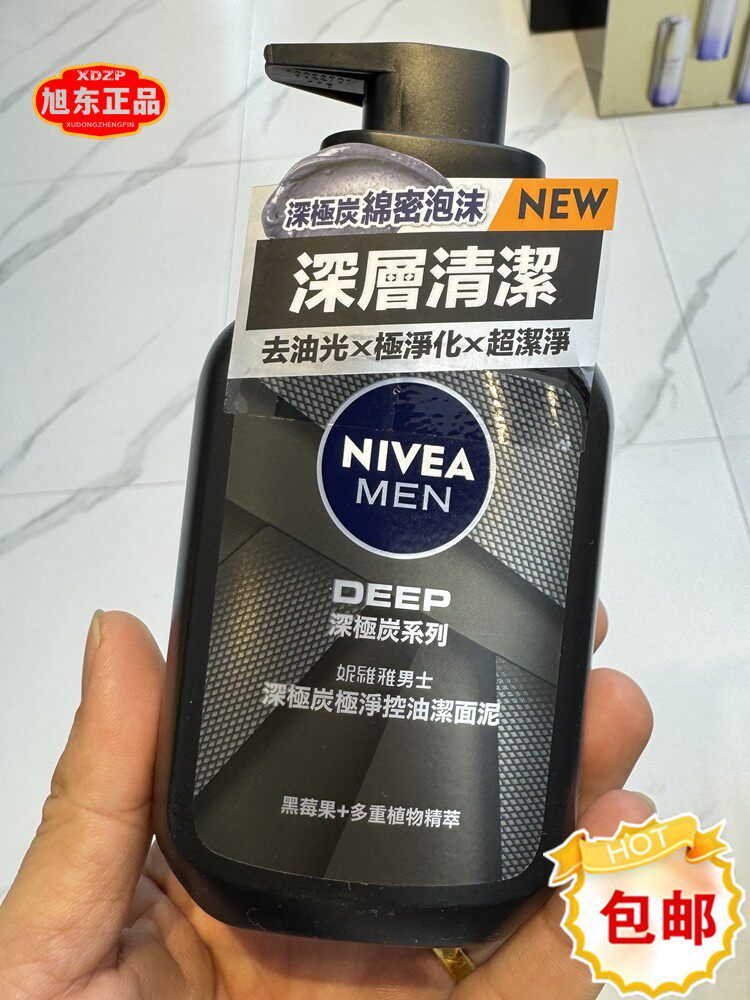 XDZP
旭东正品
XUDONGZHENGPIN
深極炭綿密泡沫
NEW
深層清潔
去油光×極淨化×超潔淨
NIVEA
MEN
DEEP
深極炭系列
妮維雅男士
深極炭極淨控油潔面泥
黑莓果+多重植物精萃
HOT
包邮